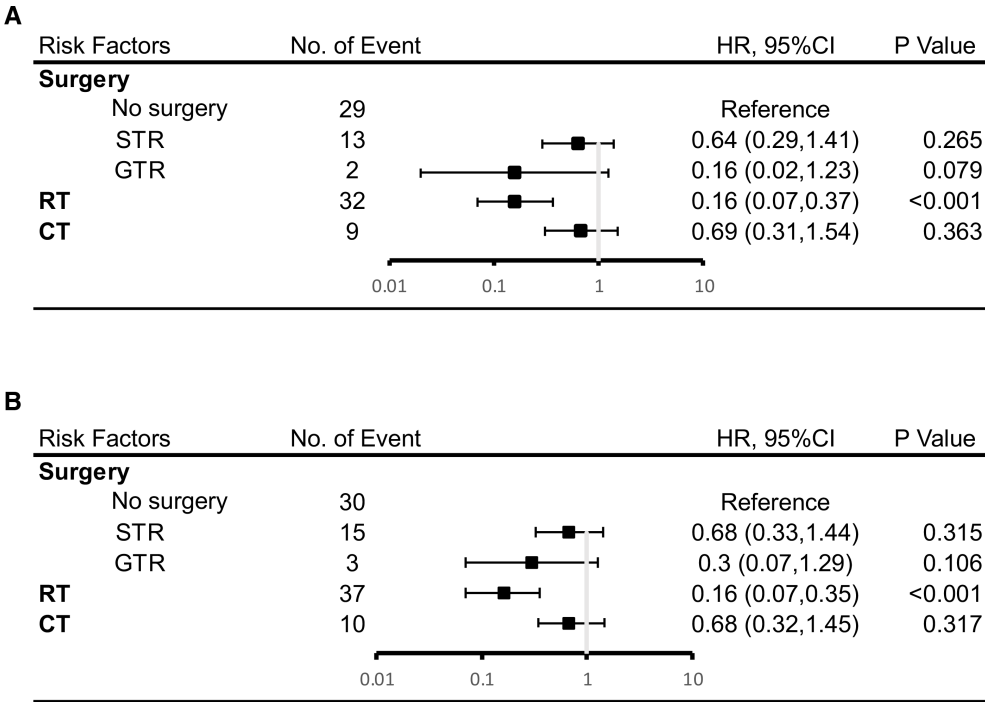 A
Risk Factors No. of Event HR, 95%CI P Value
Surgery
No surgery 29 Reference
STR 13 0.64 (0.29,1.41) 0.265
GTR 2 0.16 (0.02,1.23) 0.079
RT 32 0.16 (0.07,0.37) <0.001
CT 9 0.69 (0.31,1.54) 0.363
0.01 0.1 1 10
B
Risk Factors No. of Event HR, 95%CI P Value
Surgery
No surgery 30 Reference
STR 15 0.68 (0.33,1.44) 0.315
GTR 3 0.3 (0.07,1.29) 0.106
RT 37 0.16 (0.07,0.35) <0.001
CT 10 0.68 (0.32,1.45) 0.317
0.01 0.1 1 10